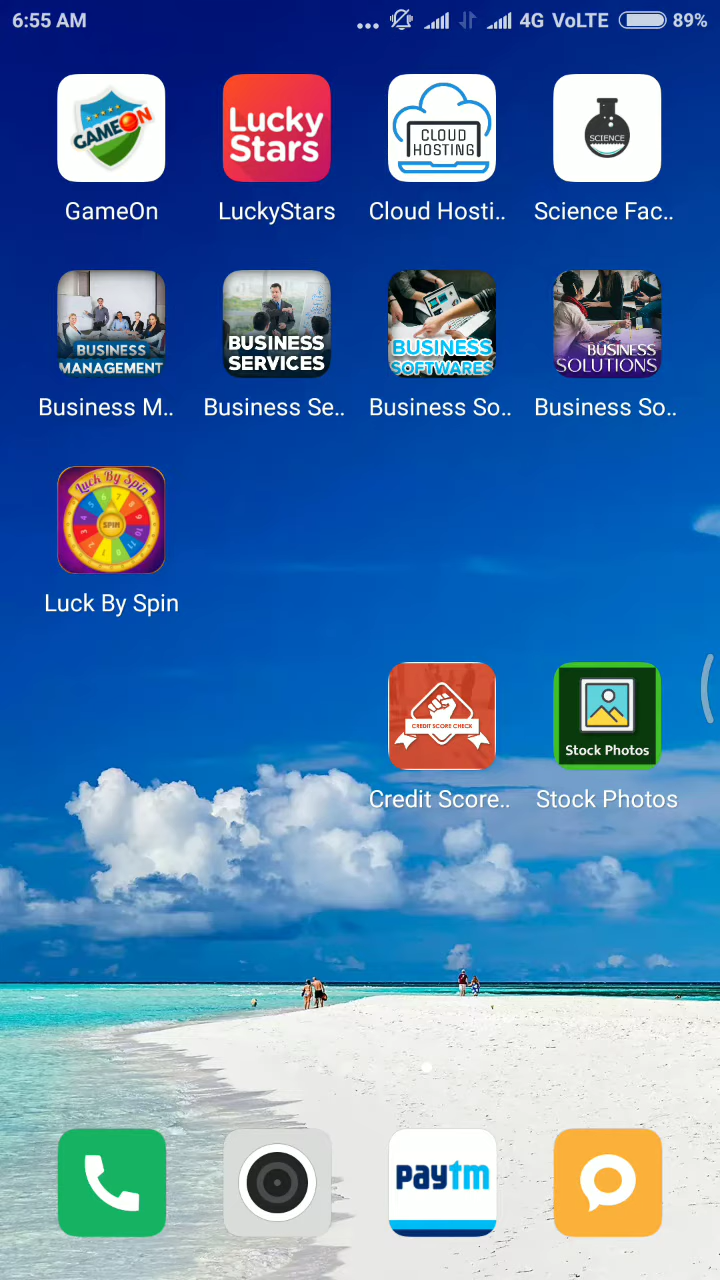 6:55 AM ... 4G VoLTE 89%
GAMEON
Lucky
Stars
CLOUD
HOSTING
SCIENCE
GameOn LuckyStars Cloud Hosti.. Science Fac..
BUSINESS
MANAGEMENT
BUSINESS
SERVICES
BUSINESS
SOFTWARES
BUSINESS
SOLUTIONS
Business M.. Business Se.. Business So.. Business So..
Luck By Spin
SPIN
Luck By Spin
CREDIT SCORE CHECK
Stock Photos
Credit Score.. Stock Photos
paytm